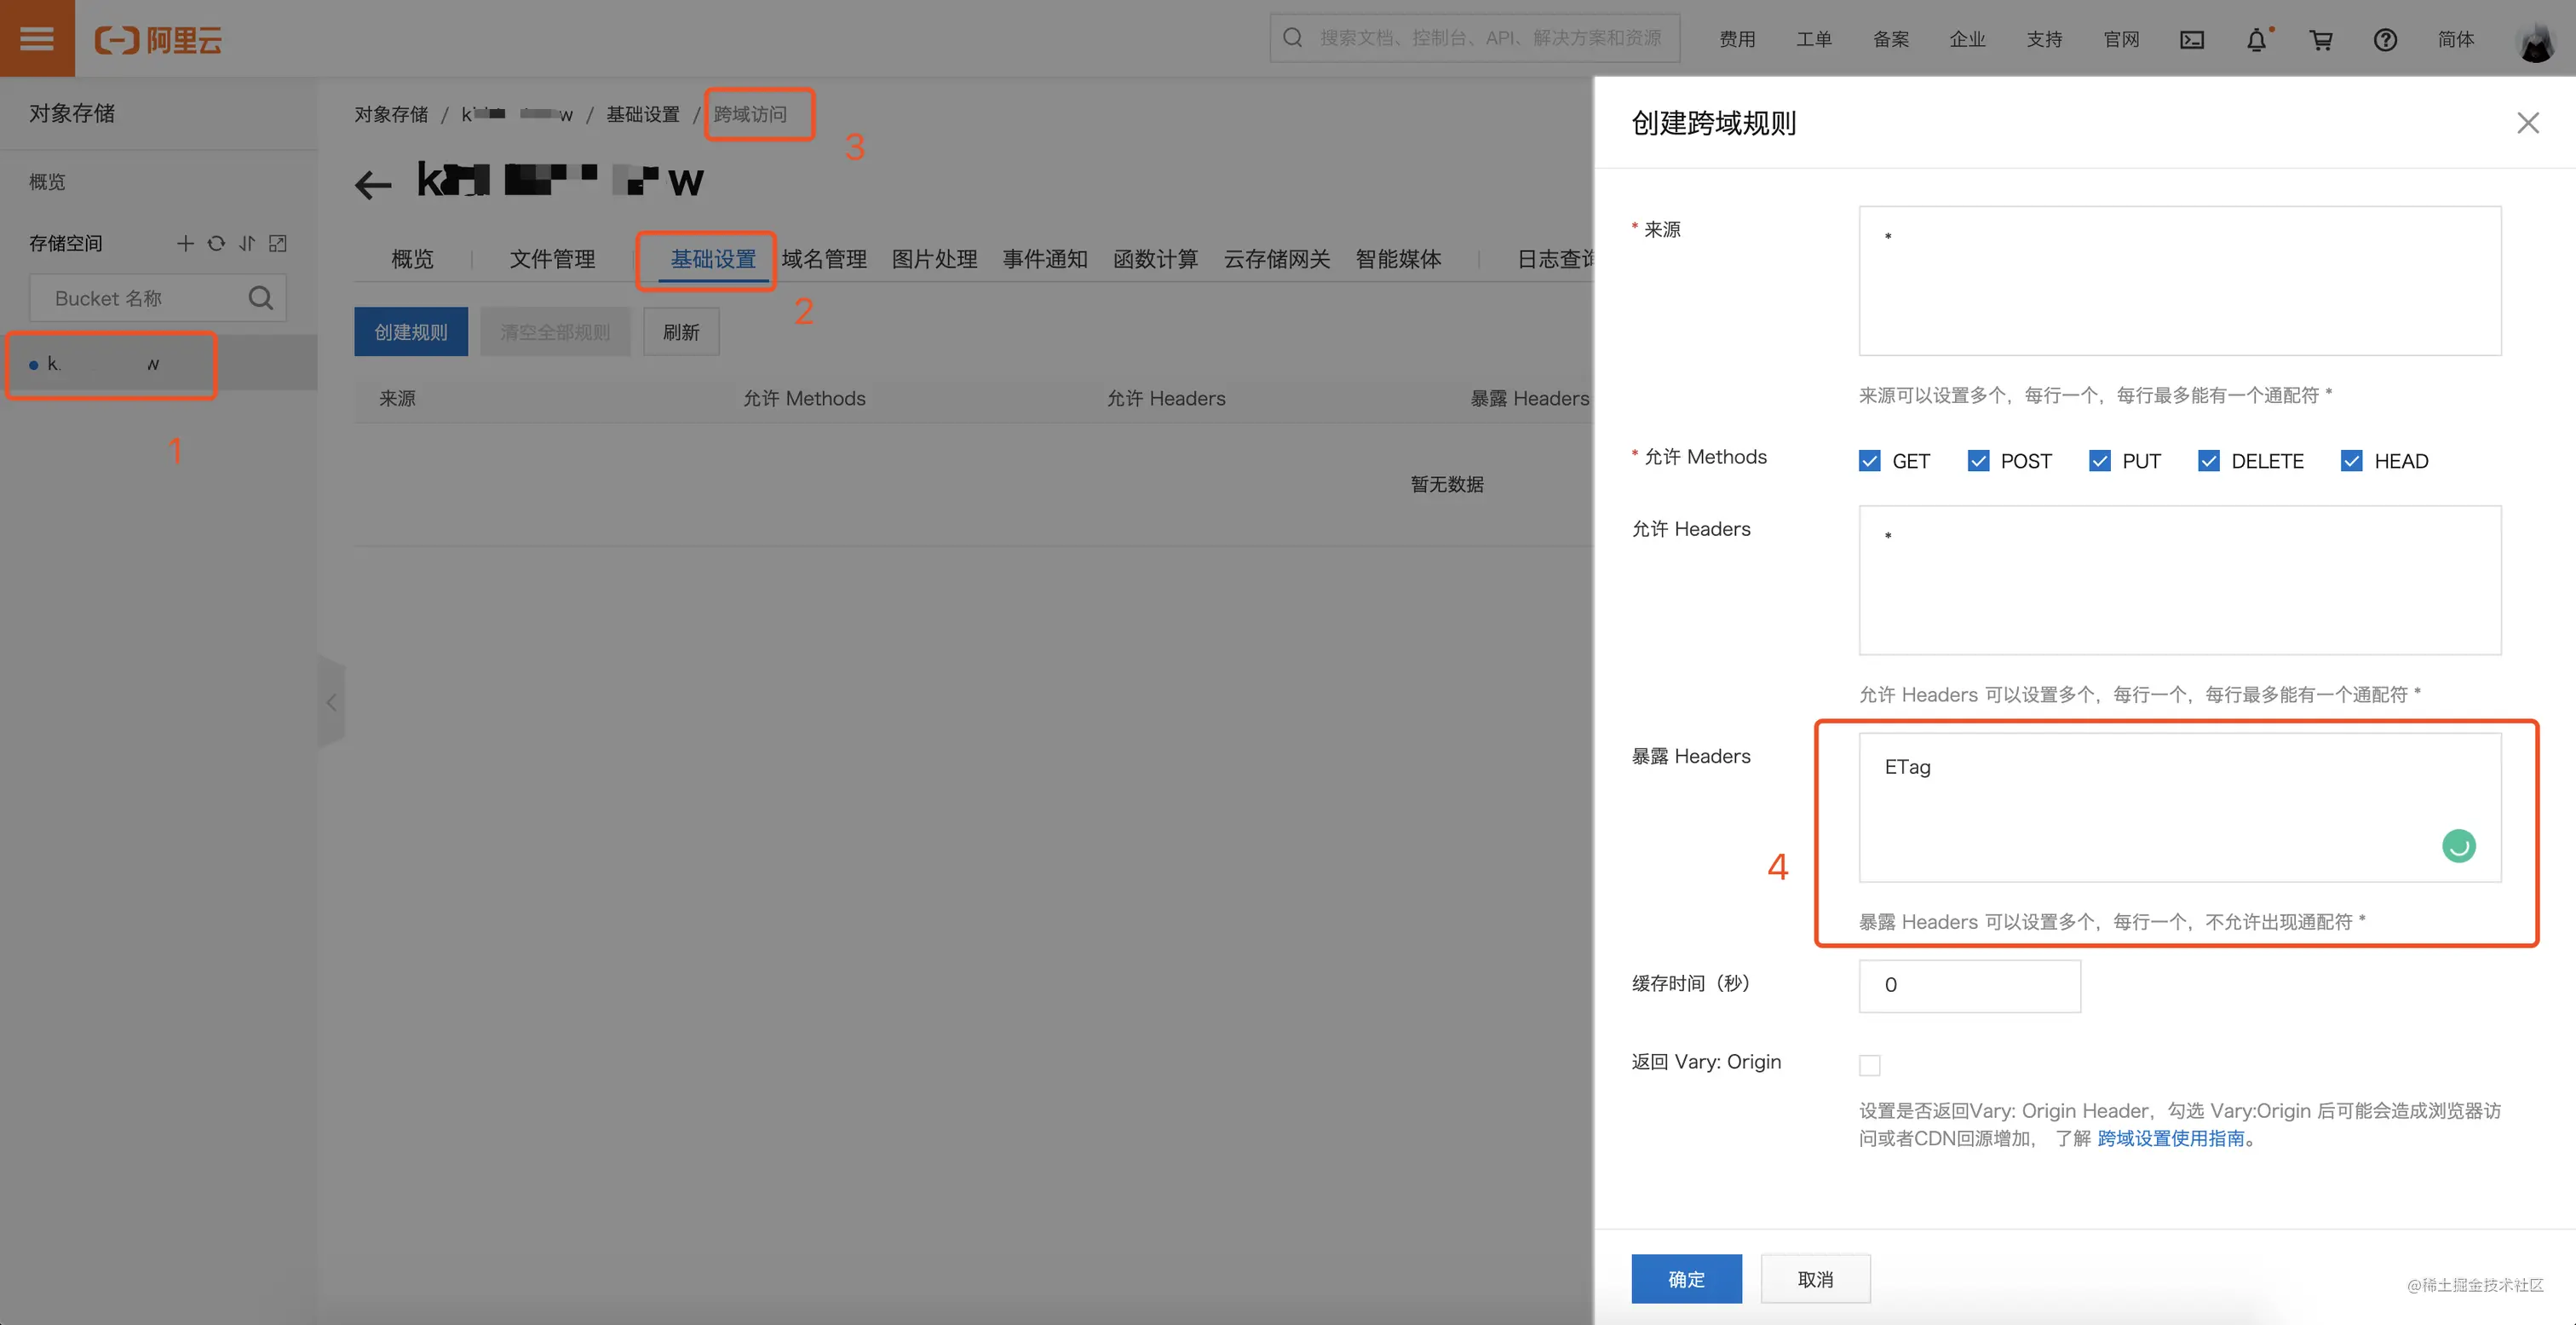 阿里云
搜索文档、控制台、API、解决方案和资源
费用 工单 备案 企业 支持 官网 简体
对象存储
概览
存储空间
Bucket 名称
k. w
1
对象存储 / k w / 基础设置 / 跨域访问
3
k w
概览 文件管理 基础设置 域名管理 图片处理 事件通知 函数计算 云存储网关 智能媒体 日志查询
2
创建规则 清空全部规则 刷新
来源 允许 Methods 允许 Headers 暴露 Headers
暂无数据
创建跨域规则
* 来源
*
来源可以设置多个，每行一个，每行最多能有一个通配符 *
* 允许 Methods GET POST PUT DELETE HEAD
允许 Headers
*
允许 Headers 可以设置多个，每行一个，每行最多能有一个通配符 *
暴露 Headers
ETag
4
暴露 Headers 可以设置多个，每行一个，不允许出现通配符 *
缓存时间（秒） 0
返回 Vary: Origin
设置是否返回Vary: Origin Header，勾选 Vary:Origin 后可能会造成浏览器访
问或者CDN回源增加， 了解 跨域设置使用指南。
确定 取消
@稀土掘金技术社区